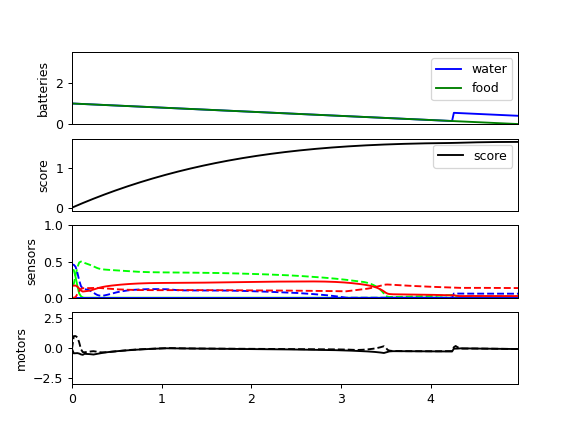 batteries
2
0
water
food
score
1
0
score
sensors
1.0
0.5
0.0
motors
2.5
0.0
−2.5
0 1 2 3 4